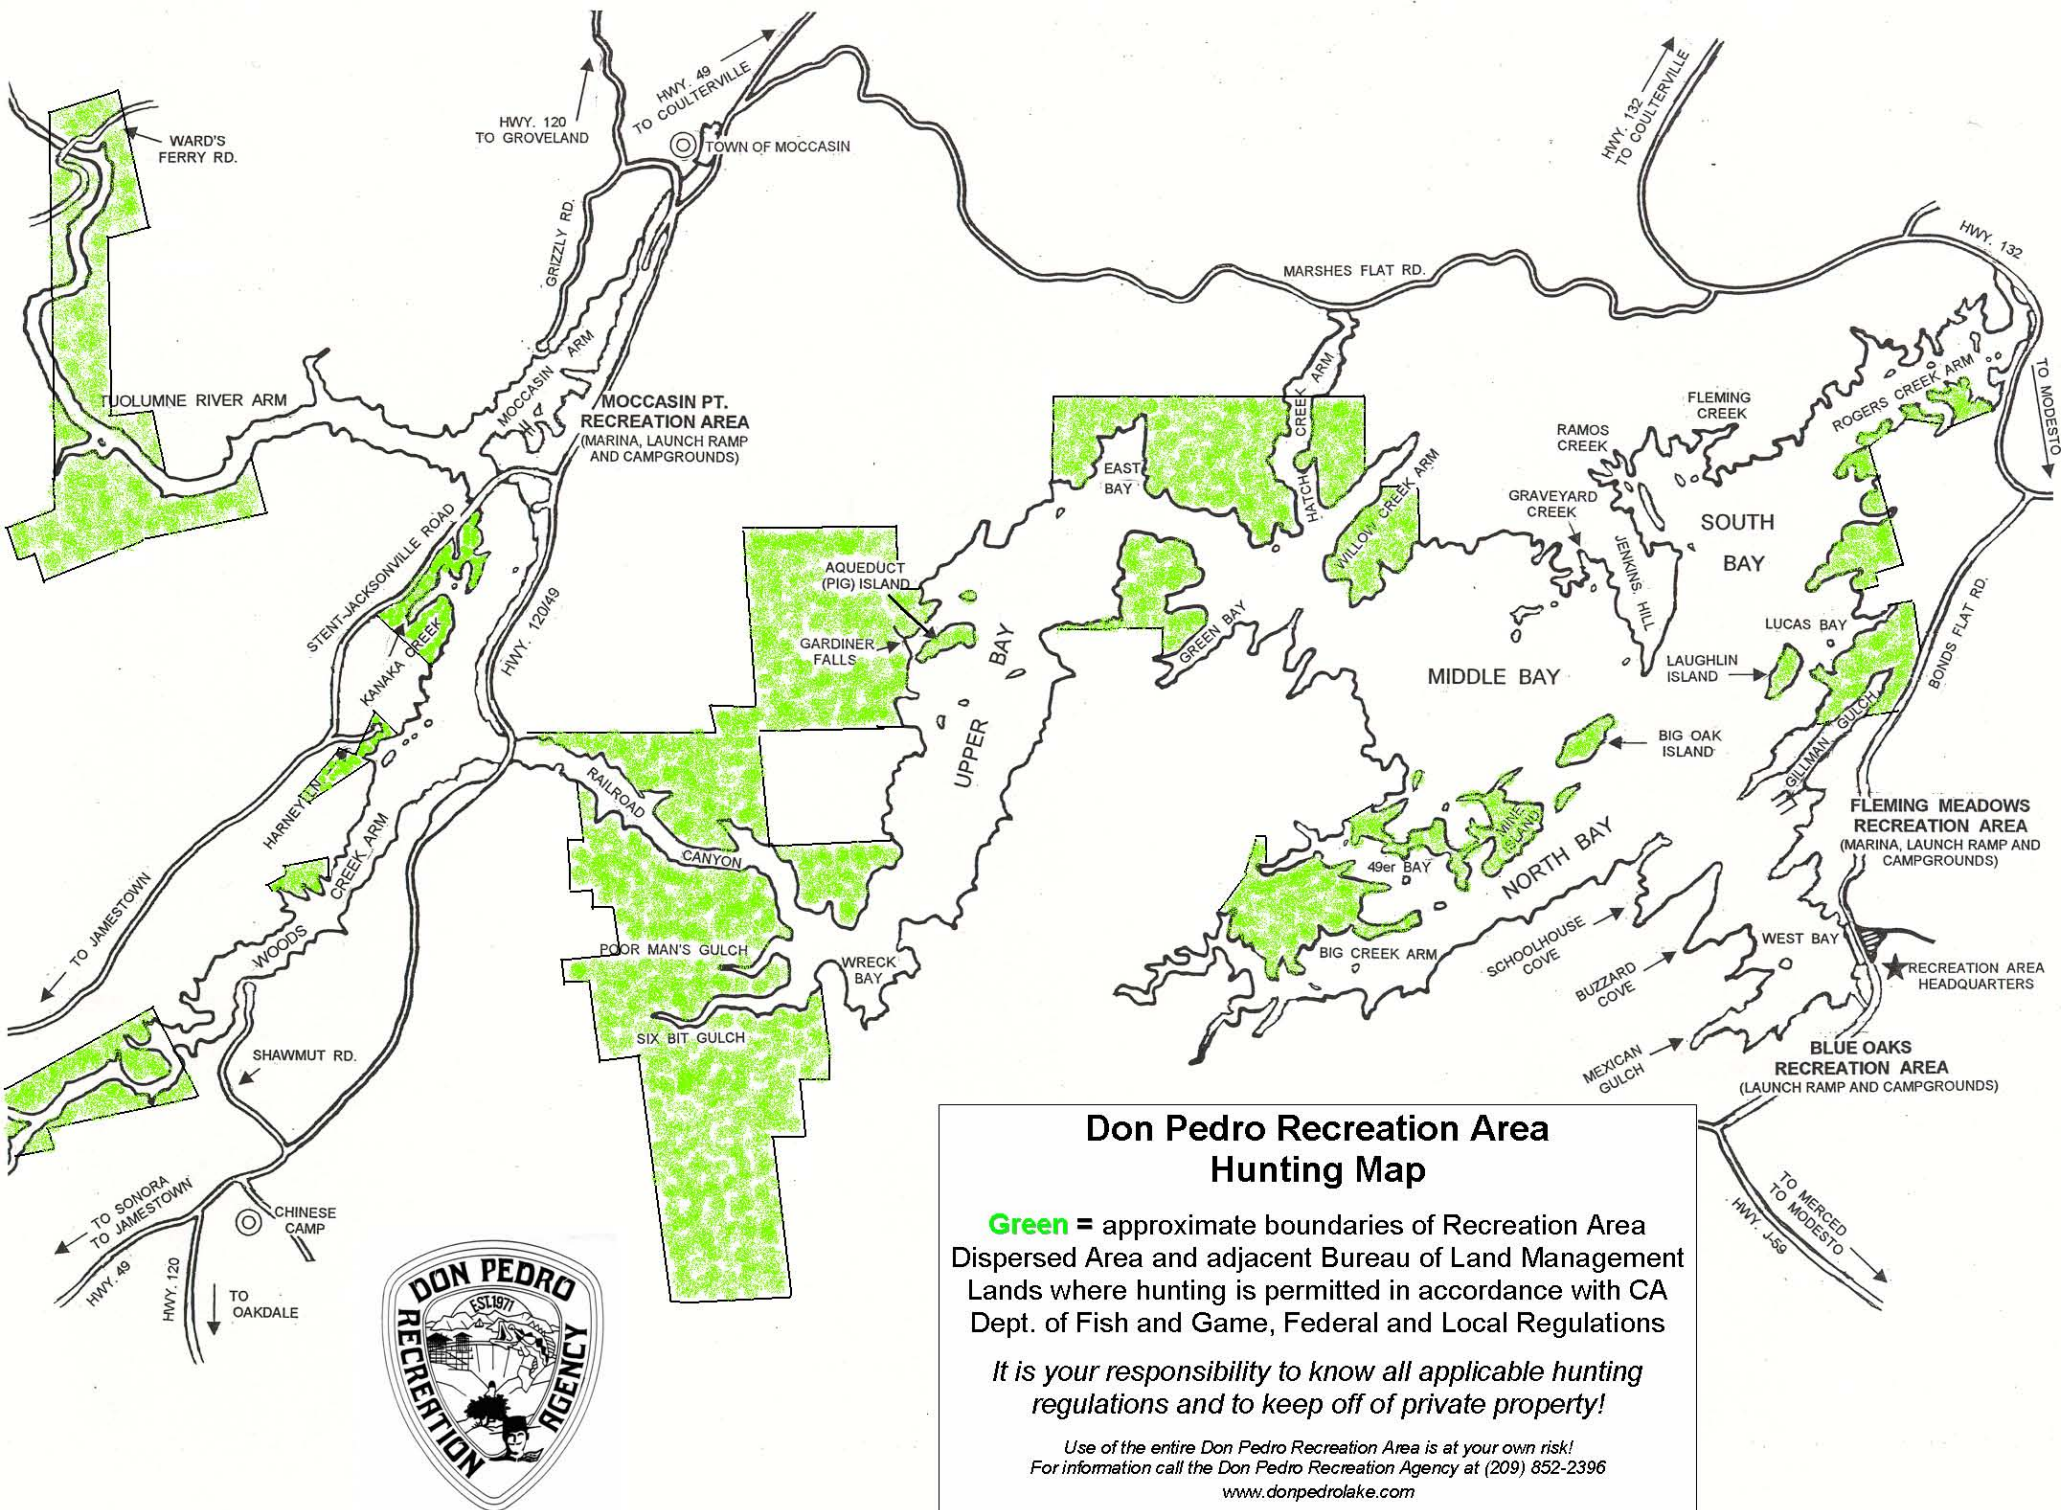 HWY. 49
TO COULTERVILLE
HWY. 120
TO GROVELAND
HWY. 132
TO COULTERVILLE
WARD'S
FERRY RD.
TOWN OF MOCCASIN
GRIZZLY RD.
HWY. 132
MARSHES FLAT RD.
MOCCASIN ARM
TO MODESTO
TUOLUMNE RIVER ARM
MOCCASIN PT.
RECREATION AREA
(MARINA, LAUNCH RAMP
AND CAMPGROUNDS)
HATCH CREEK ARM
ROGERS CREEK ARM
FLEMING
CREEK
RAMOS
CREEK
EAST
BAY
WILLOW CREEK ARM
GRAVEYARD
CREEK
SOUTH
BAY
STENT-JACKSONVILLE ROAD
JENKINS HILL
AQUEDUCT
(PIG) ISLAND
HWY. 120/49
GREEN BAY
LUCAS BAY
BONDS FLAT RD.
GARDINER
FALLS
KANAKA CREEK
UPPER BAY
MIDDLE BAY
LAUGHLIN
ISLAND
GILLMAN GULCH
BIG OAK
ISLAND
HARNEY LN
RAILROAD
CANYON
MINE
ISLAND
FLEMING MEADOWS
RECREATION AREA
(MARINA, LAUNCH RAMP AND
CAMPGROUNDS)
NORTH BAY
49er BAY
TO JAMESTOWN
WOODS CREEK ARM
POOR MAN'S GULCH
WRECK
BAY
BIG CREEK ARM
SCHOOLHOUSE
COVE
WEST BAY
BUZZARD
COVE
RECREATION AREA
HEADQUARTERS
SIX BIT GULCH
SHAWMUT RD.
MEXICAN
GULCH
BLUE OAKS
RECREATION AREA
(LAUNCH RAMP AND CAMPGROUNDS)
TO SONORA
TO JAMESTOWN
HWY. 49
CHINESE
CAMP
HWY. 120
TO
OAKDALE
TO MERCED
TO MODESTO
HWY. J-59
DON PEDRO
RECREATION
AGENCY
EST.1971
Don Pedro Recreation Area
Hunting Map
Green = approximate boundaries of Recreation Area
Dispersed Area and adjacent Bureau of Land Management
Lands where hunting is permitted in accordance with CA
Dept. of Fish and Game, Federal and Local Regulations
It is your responsibility to know all applicable hunting
regulations and to keep off of private property!
Use of the entire Don Pedro Recreation Area is at your own risk!
For information call the Don Pedro Recreation Agency at (209) 852-2396
www.donpedrolake.com